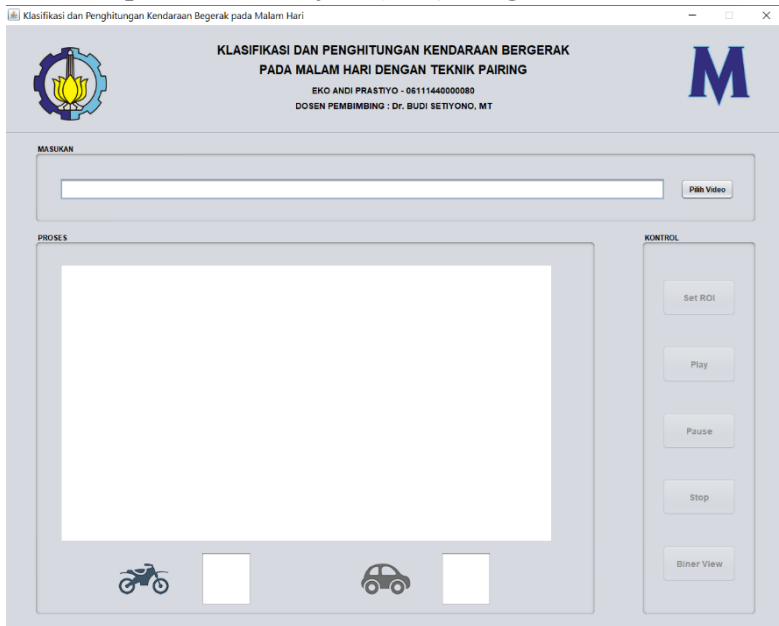 Klasifikasi dan Penghitungan Kendaraan Begerak pada Malam Hari
KLASIFIKASI DAN PENGHITUNGAN KENDARAAN BERGERAK
PADA MALAM HARI DENGAN TEKNIK PAIRING
EKO ANDI PRASTIYO - 06111440000080
DOSEN PEMBIMBING : Dr. BUDI SETIYONO, MT
M
MASUKAN
Pilih Video
PROSES
KONTROL
Set ROI
Play
Pause
Stop
Biner View